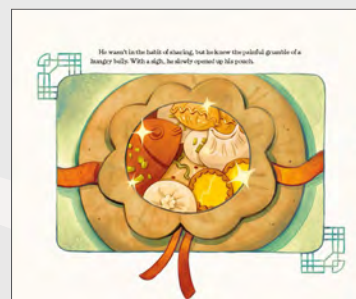 He wasn't in the habit of sharing, but he knew the painful grumble of a
hungry belly. With a sigh, he slowly opened up his pouch.